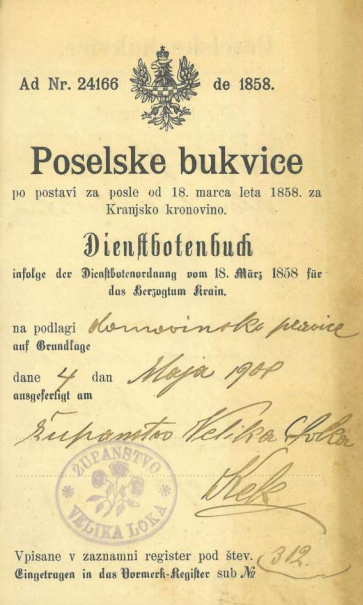 Ad Nr. 24166 de 1858.
Poselske bukvice
po postavi za posle od 18. marca leta 1858. za
Kranjsko kronovino.
Dienstbotenbuch
infolge der Dienstbotenordnung vom 18. März 1858 für
das Herzogtum Krain.
na podlagi domovinske pravice
auf Grundlage
dane 4 dan Maja 1908
ausgefertigt am
Županstvo Velika Loka
* ŽUPANSTVO *
VELIKA LOKA
Vpisane v zaznamni register pod štev. 312.
Eingetragen in das Vormerk-Register sub №